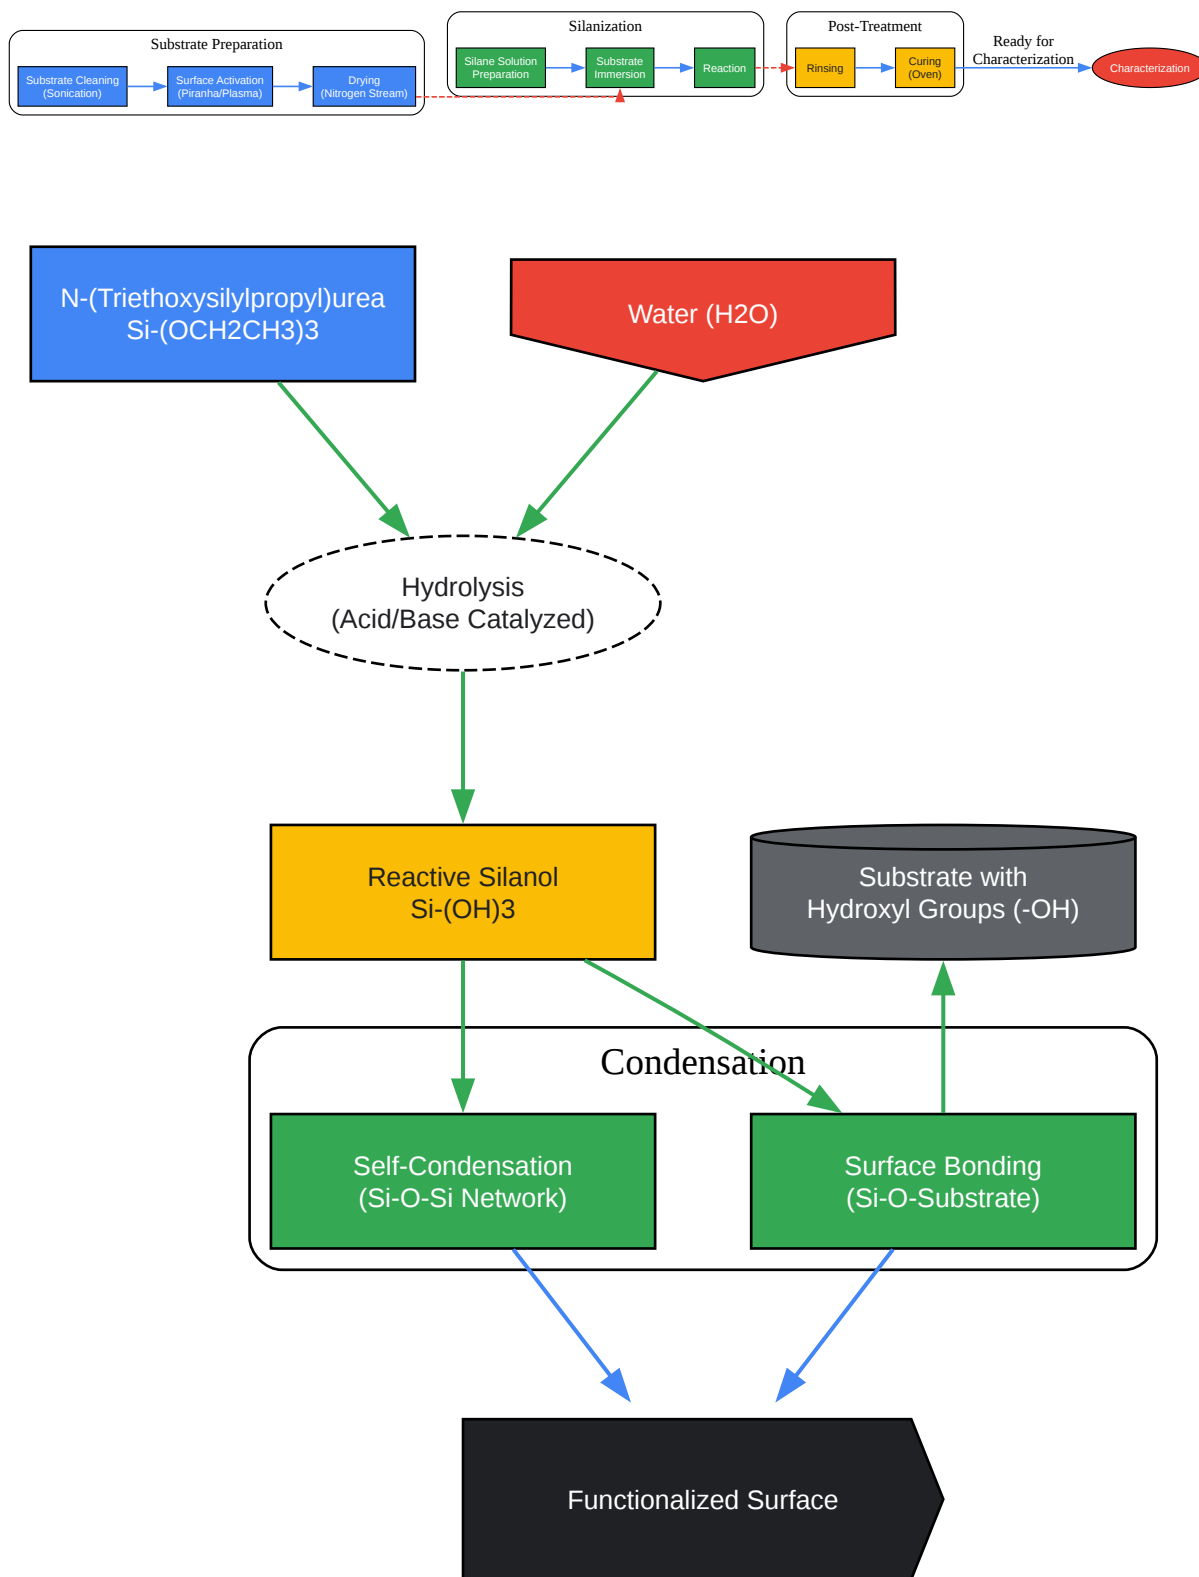 Substrate Preparation
Substrate Cleaning
(Sonication)
Surface Activation
(Piranha/Plasma)
Drying
(Nitrogen Stream)
Silanization
Silane Solution
Preparation
Substrate
Immersion
Reaction
Post-Treatment
Rinsing
Curing
(Oven)
Ready for
Characterization
Characterization
N-(Triethoxysilylpropyl)urea
Si-(OCH2CH3)3
Water (H2O)
Hydrolysis
(Acid/Base Catalyzed)
Reactive Silanol
Si-(OH)3
Substrate with
Hydroxyl Groups (-OH)
Condensation
Self-Condensation
(Si-O-Si Network)
Surface Bonding
(Si-O-Substrate)
Functionalized Surface